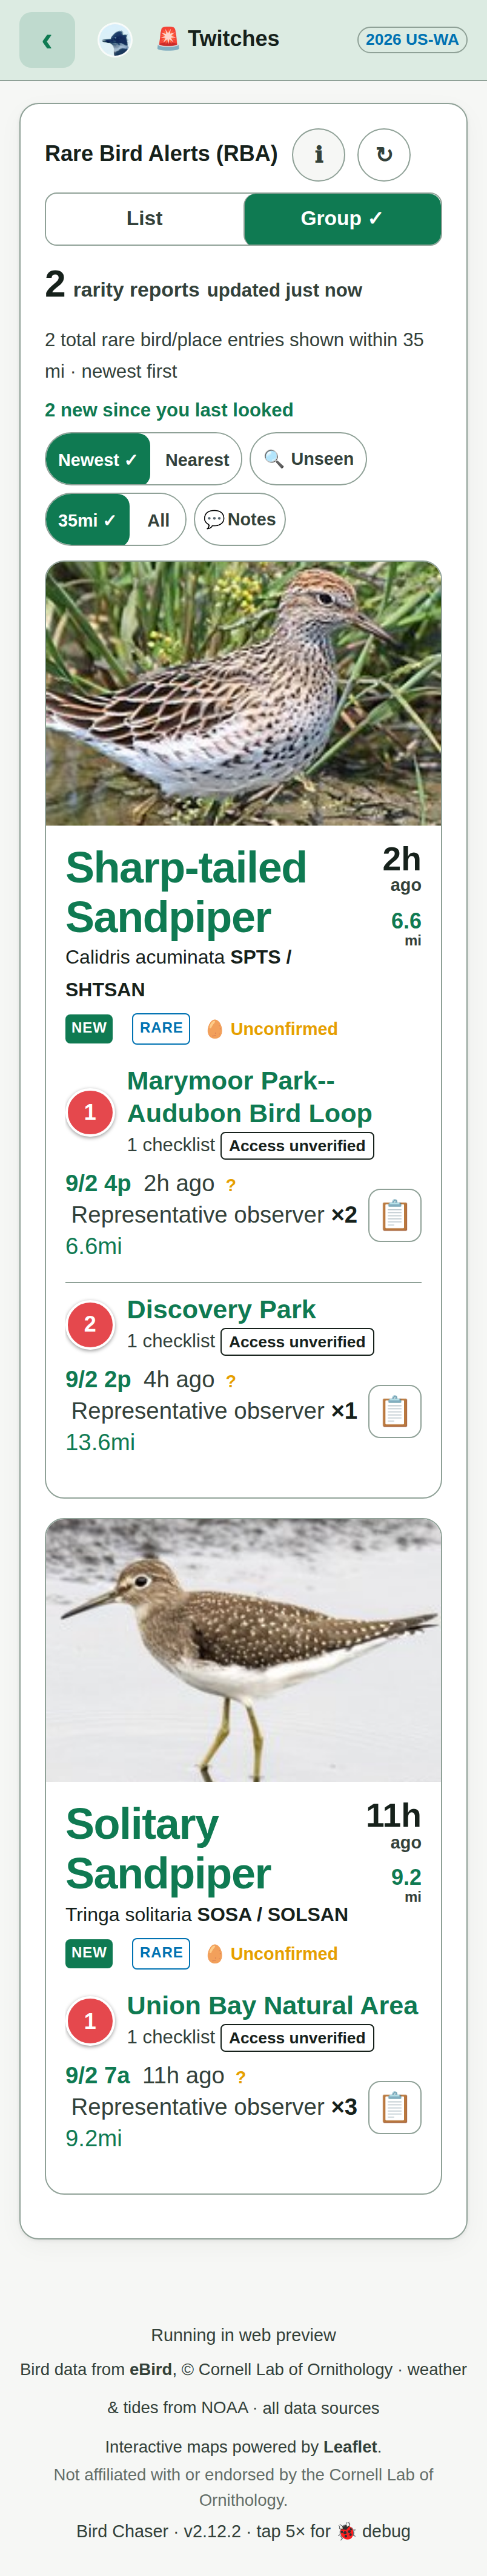 ‹ 🚨 Twitches 2026 US-WA
Rare Bird Alerts (RBA) ℹ ↻
List Group ✓
2 rarity reports updated just now
2 total rare bird/place entries shown within 35
mi · newest first
2 new since you last looked
Newest ✓ Nearest 🔍 Unseen
35mi ✓ All 💬 Notes
Sharp-tailed
Sandpiper
2h
ago
6.6
mi
Calidris acuminata SPTS /
SHTSAN
NEW RARE 🥚 Unconfirmed
1
Marymoor Park--
Audubon Bird Loop
1 checklist Access unverified
9/2 4p 2h ago ?
Representative observer ×2 📋
6.6mi
2
Discovery Park
1 checklist Access unverified
9/2 2p 4h ago ?
Representative observer ×1 📋
13.6mi
Solitary
Sandpiper
11h
ago
9.2
mi
Tringa solitaria SOSA / SOLSAN
NEW RARE 🥚 Unconfirmed
1
Union Bay Natural Area
1 checklist Access unverified
9/2 7a 11h ago ?
Representative observer ×3 📋
9.2mi
Running in web preview
Bird data from eBird, © Cornell Lab of Ornithology · weather
& tides from NOAA · all data sources
Interactive maps powered by Leaflet.
Not affiliated with or endorsed by the Cornell Lab of
Ornithology.
Bird Chaser · v2.12.2 · tap 5× for 🐞 debug